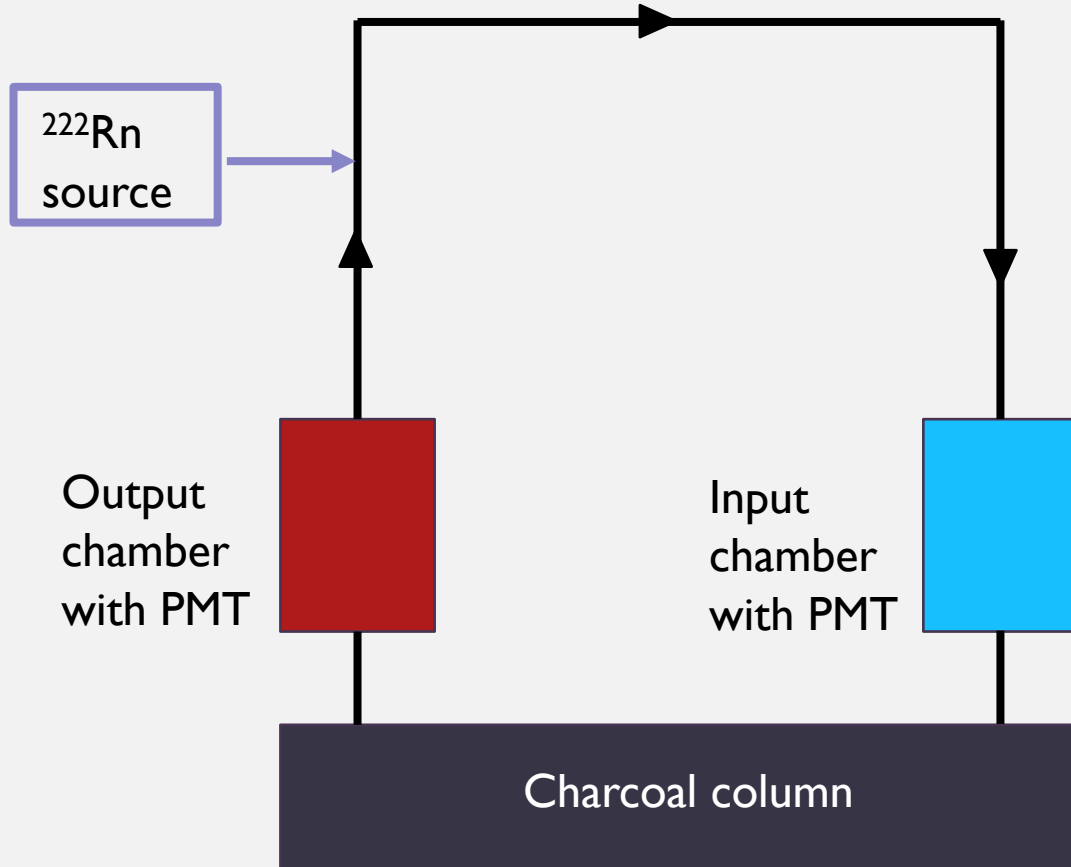 ²²²Rn
source
Output
chamber
with PMT
Input
chamber
with PMT
Charcoal column